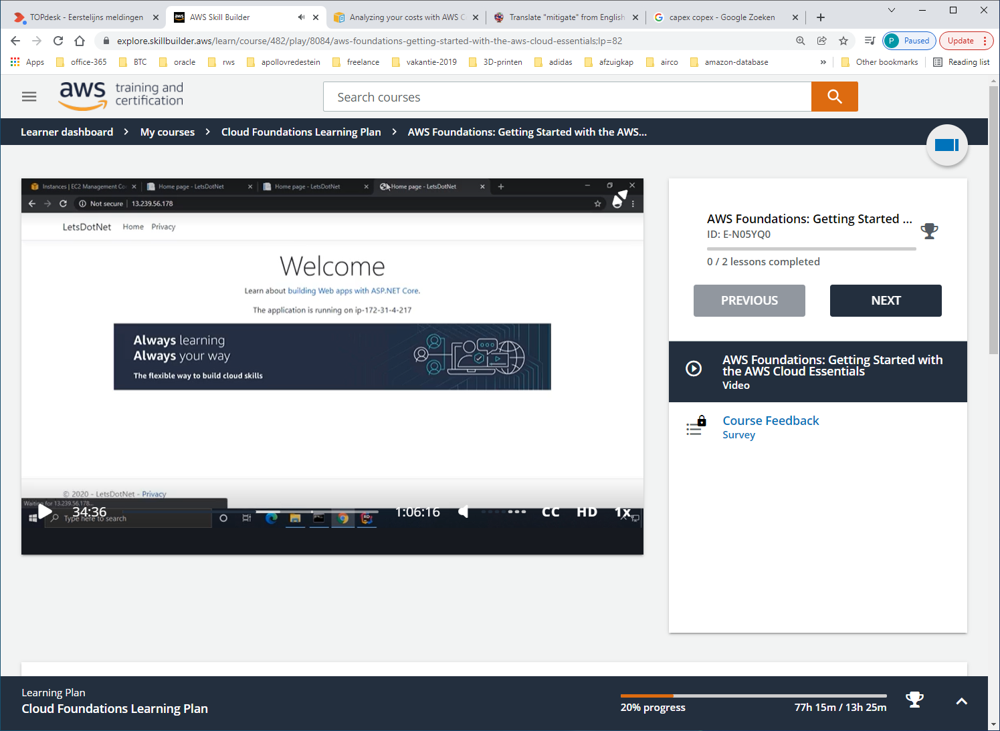 TOPdesk - Eerstelijns meldingen
AWS Skill Builder
Analyzing your costs with AWS C
Translate "mitigate" from English
capex copex - Google Zoeken
explore.skillbuilder.aws/learn/course/482/play/8084/aws-foundations-getting-started-with-the-aws-cloud-essentials;lp=82
P Paused
Update
Apps
office-365
BTC
oracle
rws
apollovredestein
freelance
vakantie-2019
3D-printen
adidas
afzuigkap
airco
amazon-database
»
Other bookmarks
Reading list
aws training and certification
Search courses
Learner dashboard > My courses > Cloud Foundations Learning Plan > AWS Foundations: Getting Started with the AWS...
Instances | EC2 Management Co
Home page - LetsDotNet
Home page - LetsDotNet
Home page - LetsDotNet
Not secure | 13.239.56.178
LetsDotNet Home Privacy
Welcome
Learn about building Web apps with ASP.NET Core.
The application is running on ip-172-31-4-217
Always learning
Always your way
The flexible way to build cloud skills
© 2020 - LetsDotNet - Privacy
Waiting for 13.239.56.178...
Type here to search
34:36
1:06:16
CC
HD
1x
AWS Foundations: Getting Started ...
ID: E-N05YQ0
0 / 2 lessons completed
PREVIOUS
NEXT
AWS Foundations: Getting Started with
the AWS Cloud Essentials
Video
Course Feedback
Survey
Learning Plan
Cloud Foundations Learning Plan
20% progress
77h 15m / 13h 25m